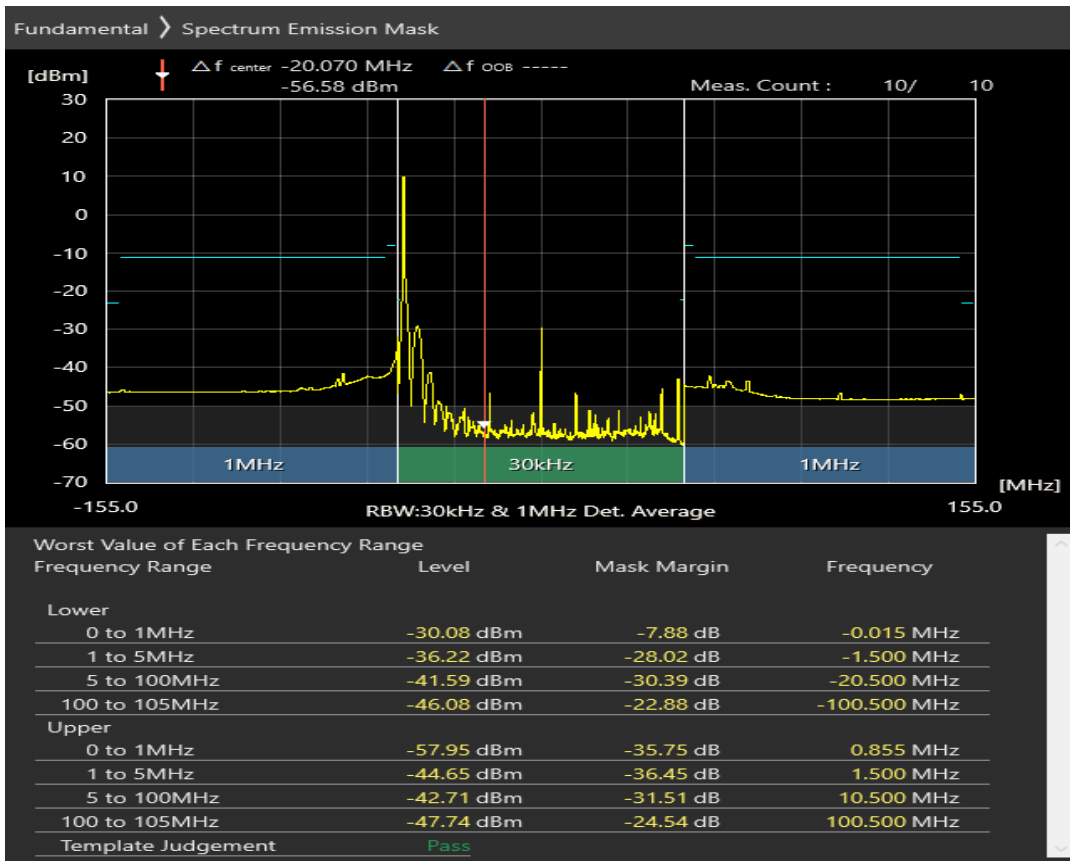 Fundamental ❯ Spectrum Emission Mask
[dBm] Δf center -20.070 MHz Δf OOB -----
-56.58 dBm Meas. Count : 10/ 10
30
20
10
0
-10
-20
-30
-40
-50
-60
1MHz 30kHz 1MHz
-70 [MHz]
-155.0 RBW:30kHz & 1MHz Det. Average 155.0
Worst Value of Each Frequency Range
Frequency Range Level Mask Margin Frequency
Lower
0 to 1MHz -30.08 dBm -7.88 dB -0.015 MHz
1 to 5MHz -36.22 dBm -28.02 dB -1.500 MHz
5 to 100MHz -41.59 dBm -30.39 dB -20.500 MHz
100 to 105MHz -46.08 dBm -22.88 dB -100.500 MHz
Upper
0 to 1MHz -57.95 dBm -35.75 dB 0.855 MHz
1 to 5MHz -44.65 dBm -36.45 dB 1.500 MHz
5 to 100MHz -42.71 dBm -31.51 dB 10.500 MHz
100 to 105MHz -47.74 dBm -24.54 dB 100.500 MHz
Template Judgement Pass